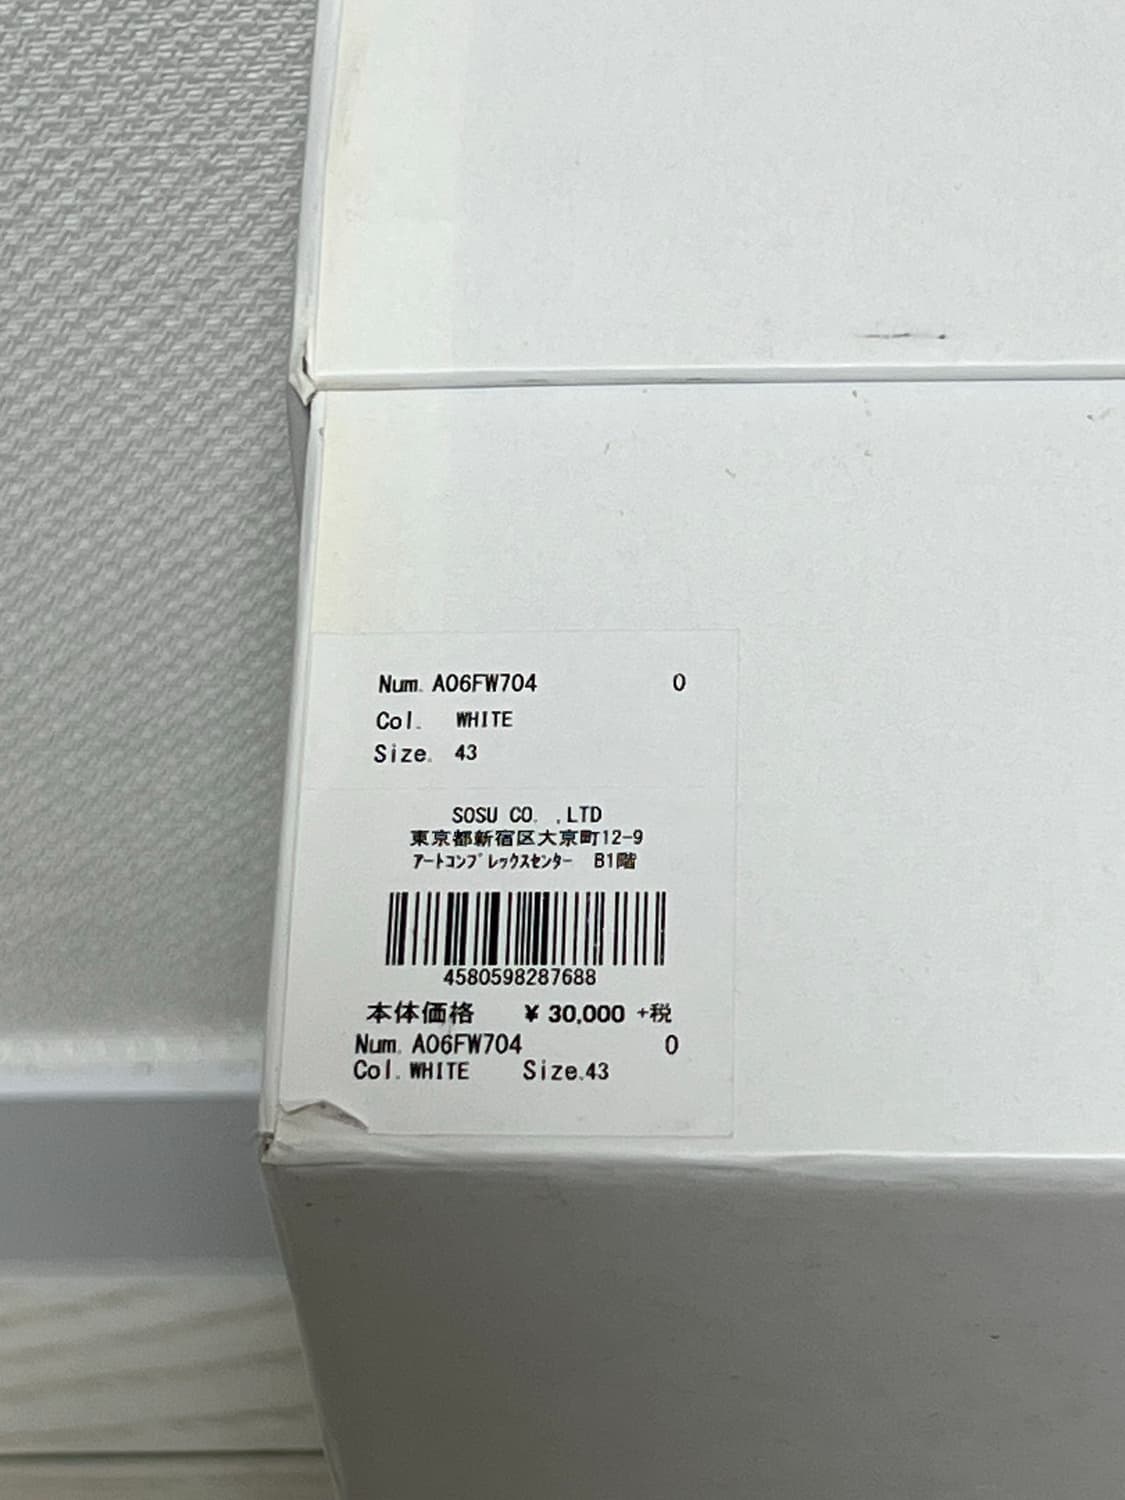 Num. A06FW704 0
Col. WHITE
Size. 43
SOSU CO. ,LTD
東京都新宿区大京町12-9
ｱｰﾄｺﾝﾌﾟﾚｯｸｽｾﾝﾀｰ B1階
4580598287688
本体価格 ¥ 30,000 +税
Num. A06FW704 0
Col. WHITE Size.43